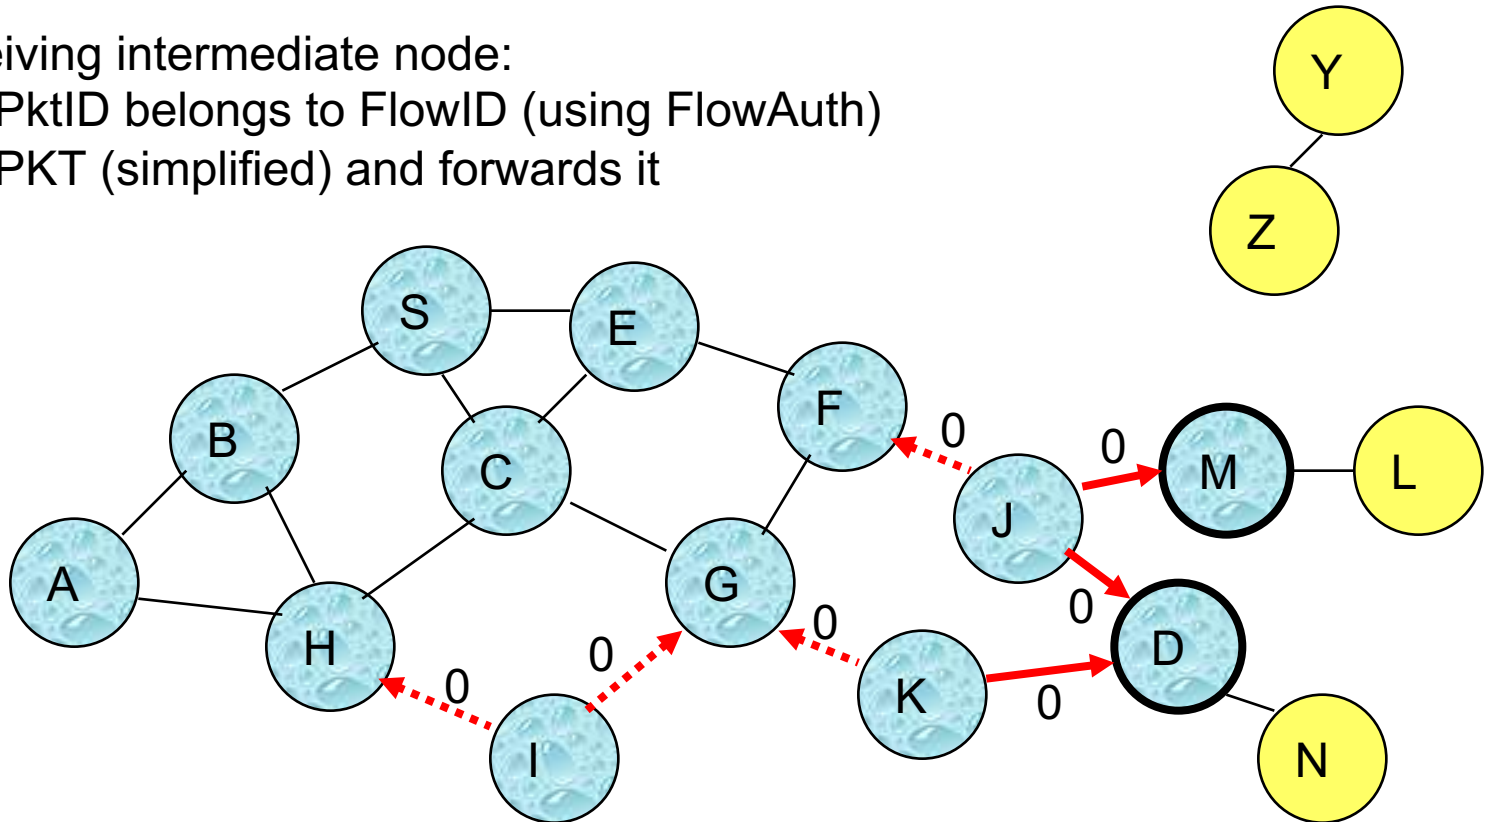 eiving intermediate node:
PktID belongs to FlowID (using FlowAuth)
PKT (simplified) and forwards it
Y
Z
S
E
F
B
C
0
0
M
L
J
A
G
H
0
0
0
D
0
K
0
I
N